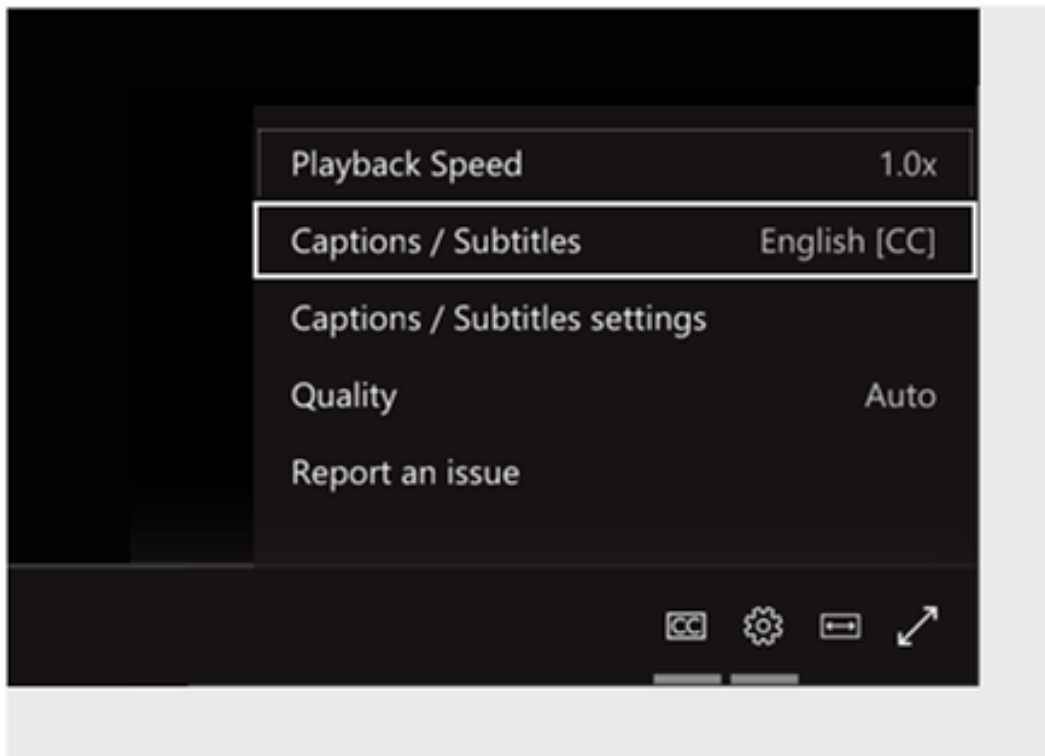 Playback Speed 1.0x
Captions / Subtitles English [CC]
Captions / Subtitles settings
Quality Auto
Report an issue
CC